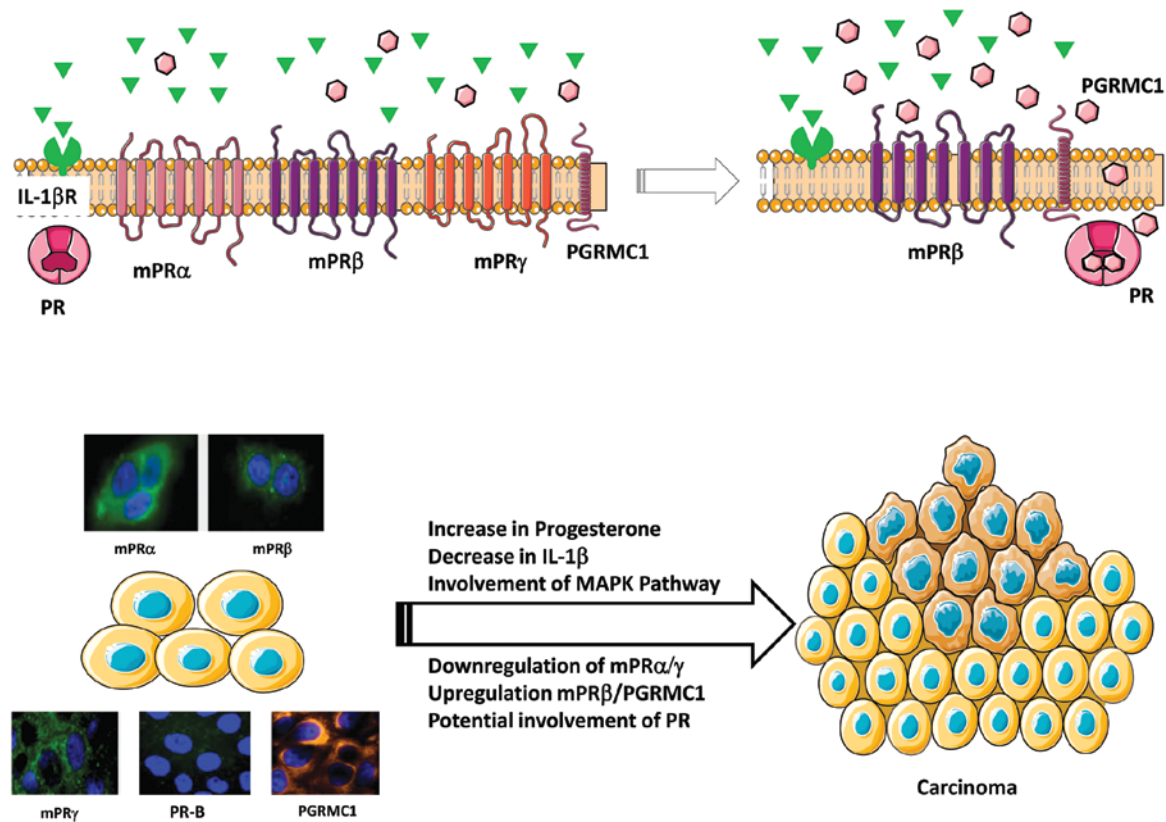 PGRMC1
IL-1βR
mPRα
mPRβ
mPRγ
PGRMC1
PR
mPRβ
PR
mPRα
mPRβ
Increase in Progesterone
Decrease in IL-1β
Involvement of MAPK Pathway
Downregulation of mPRα/γ
Upregulation mPRβ/PGRMC1
Potential involvement of PR
mPRγ
PR-B
PGRMC1
Carcinoma